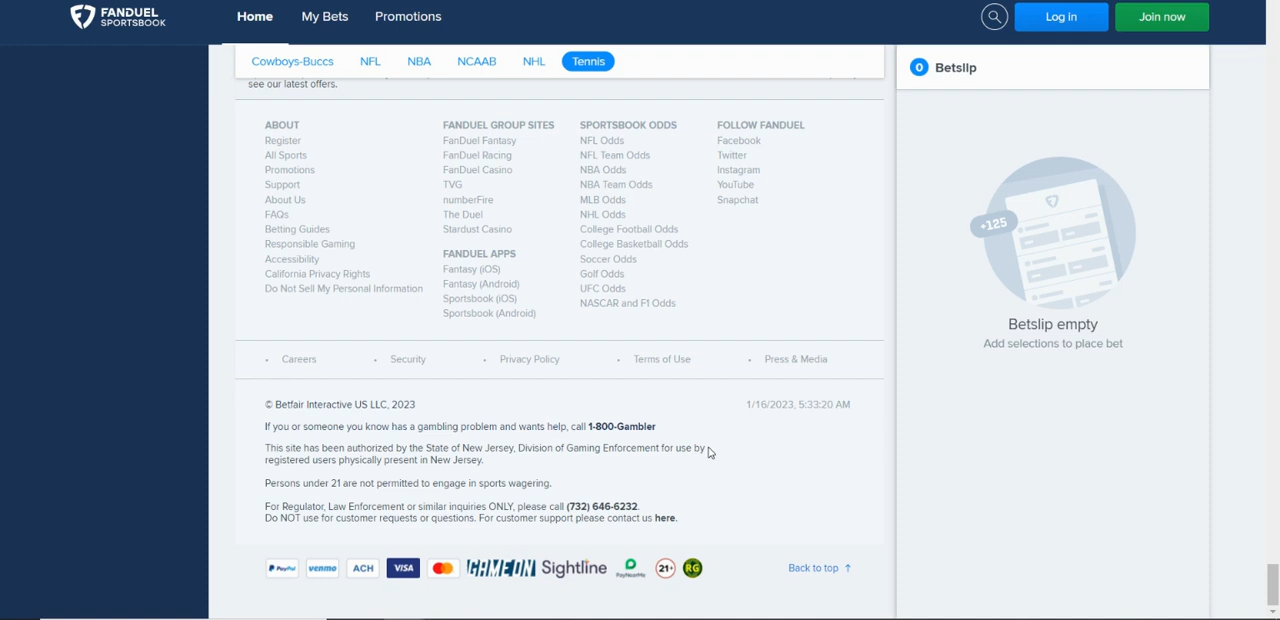 FANDUEL
SPORTSBOOK
Home
My Bets
Promotions
Log in
Join now
Cowboys-Buccs
NFL
NBA
NCAAB
NHL
Tennis
0 Betslip
see our latest offers.
ABOUT
Register
All Sports
Promotions
Support
About Us
FAQs
Betting Guides
Responsible Gaming
Accessibility
California Privacy Rights
Do Not Sell My Personal Information
FANDUEL GROUP SITES
FanDuel Fantasy
FanDuel Racing
FanDuel Casino
TVG
numberFire
The Duel
Stardust Casino
FANDUEL APPS
Fantasy (iOS)
Fantasy (Android)
Sportsbook (iOS)
Sportsbook (Android)
SPORTSBOOK ODDS
NFL Odds
NFL Team Odds
NBA Odds
NBA Team Odds
MLB Odds
NHL Odds
College Football Odds
College Basketball Odds
Soccer Odds
Golf Odds
UFC Odds
NASCAR and F1 Odds
FOLLOW FANDUEL
Facebook
Twitter
Instagram
YouTube
Snapchat
+125
Betslip empty
Add selections to place bet
Careers
Security
Privacy Policy
Terms of Use
Press & Media
© Betfair Interactive US LLC, 2023
1/16/2023, 5:33:20 AM
If you or someone you know has a gambling problem and wants help, call 1-800-Gambler
This site has been authorized by the State of New Jersey, Division of Gaming Enforcement for use by
registered users physically present in New Jersey.
Persons under 21 are not permitted to engage in sports wagering.
For Regulator, Law Enforcement or similar inquiries ONLY, please call (732) 646-6232.
Do NOT use for customer requests or questions. For customer support please contact us here.
PayPal
venmo
ACH
VISA
GAMEON
Sightline
PayNearMe
21+
RG
Back to top ↑